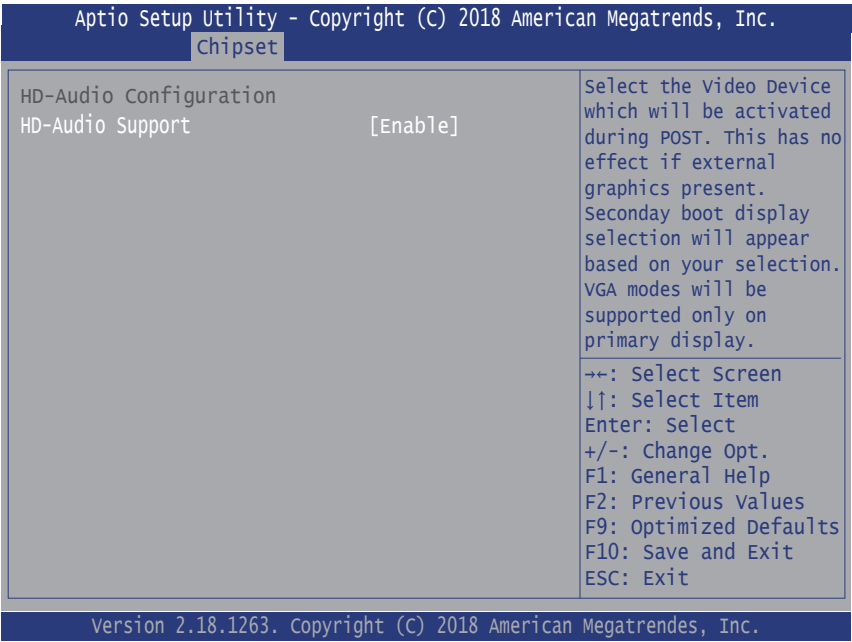 Aptio Setup Utility - Copyright (C) 2018 American Megatrends, Inc.
Chipset
HD-Audio Configuration
HD-Audio Support [Enable]
Select the Video Device
which will be activated
during POST. This has no
effect if external
graphics present.
Seconday boot display
selection will appear
based on your selection.
VGA modes will be
supported only on
primary display.
→←: Select Screen
↓↑: Select Item
Enter: Select
+/-: Change Opt.
F1: General Help
F2: Previous Values
F9: Optimized Defaults
F10: Save and Exit
ESC: Exit
Version 2.18.1263. Copyright (C) 2018 American Megatrendes, Inc.